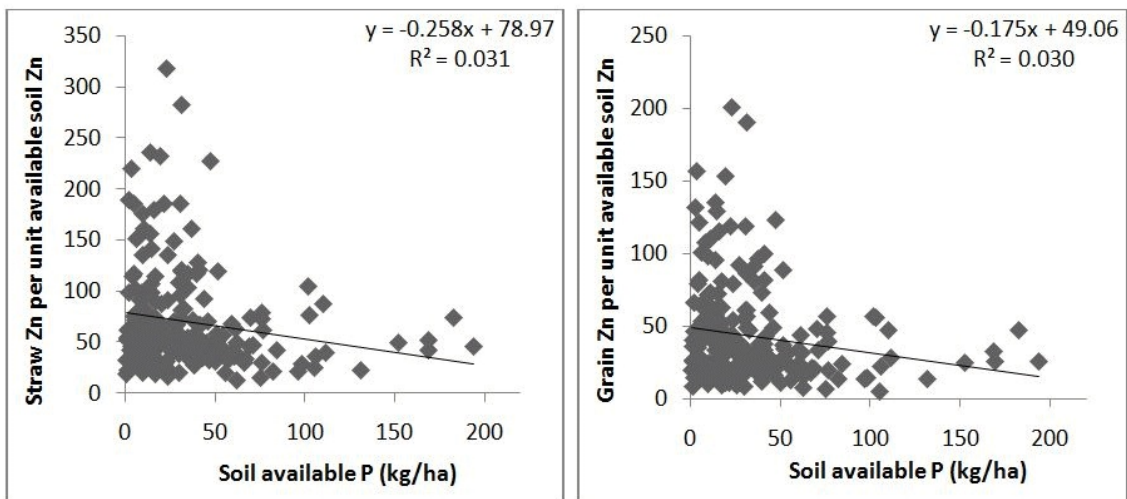 y = -0.258x + 78.97
R² = 0.031
Straw Zn per unit available soil Zn
350
300
250
200
150
100
50
0
0 50 100 150 200
Soil available P (kg/ha)
y = -0.175x + 49.06
R² = 0.030
Grain Zn per unit available soil Zn
250
200
150
100
50
0
0 50 100 150 200
Soil available P (kg/ha)